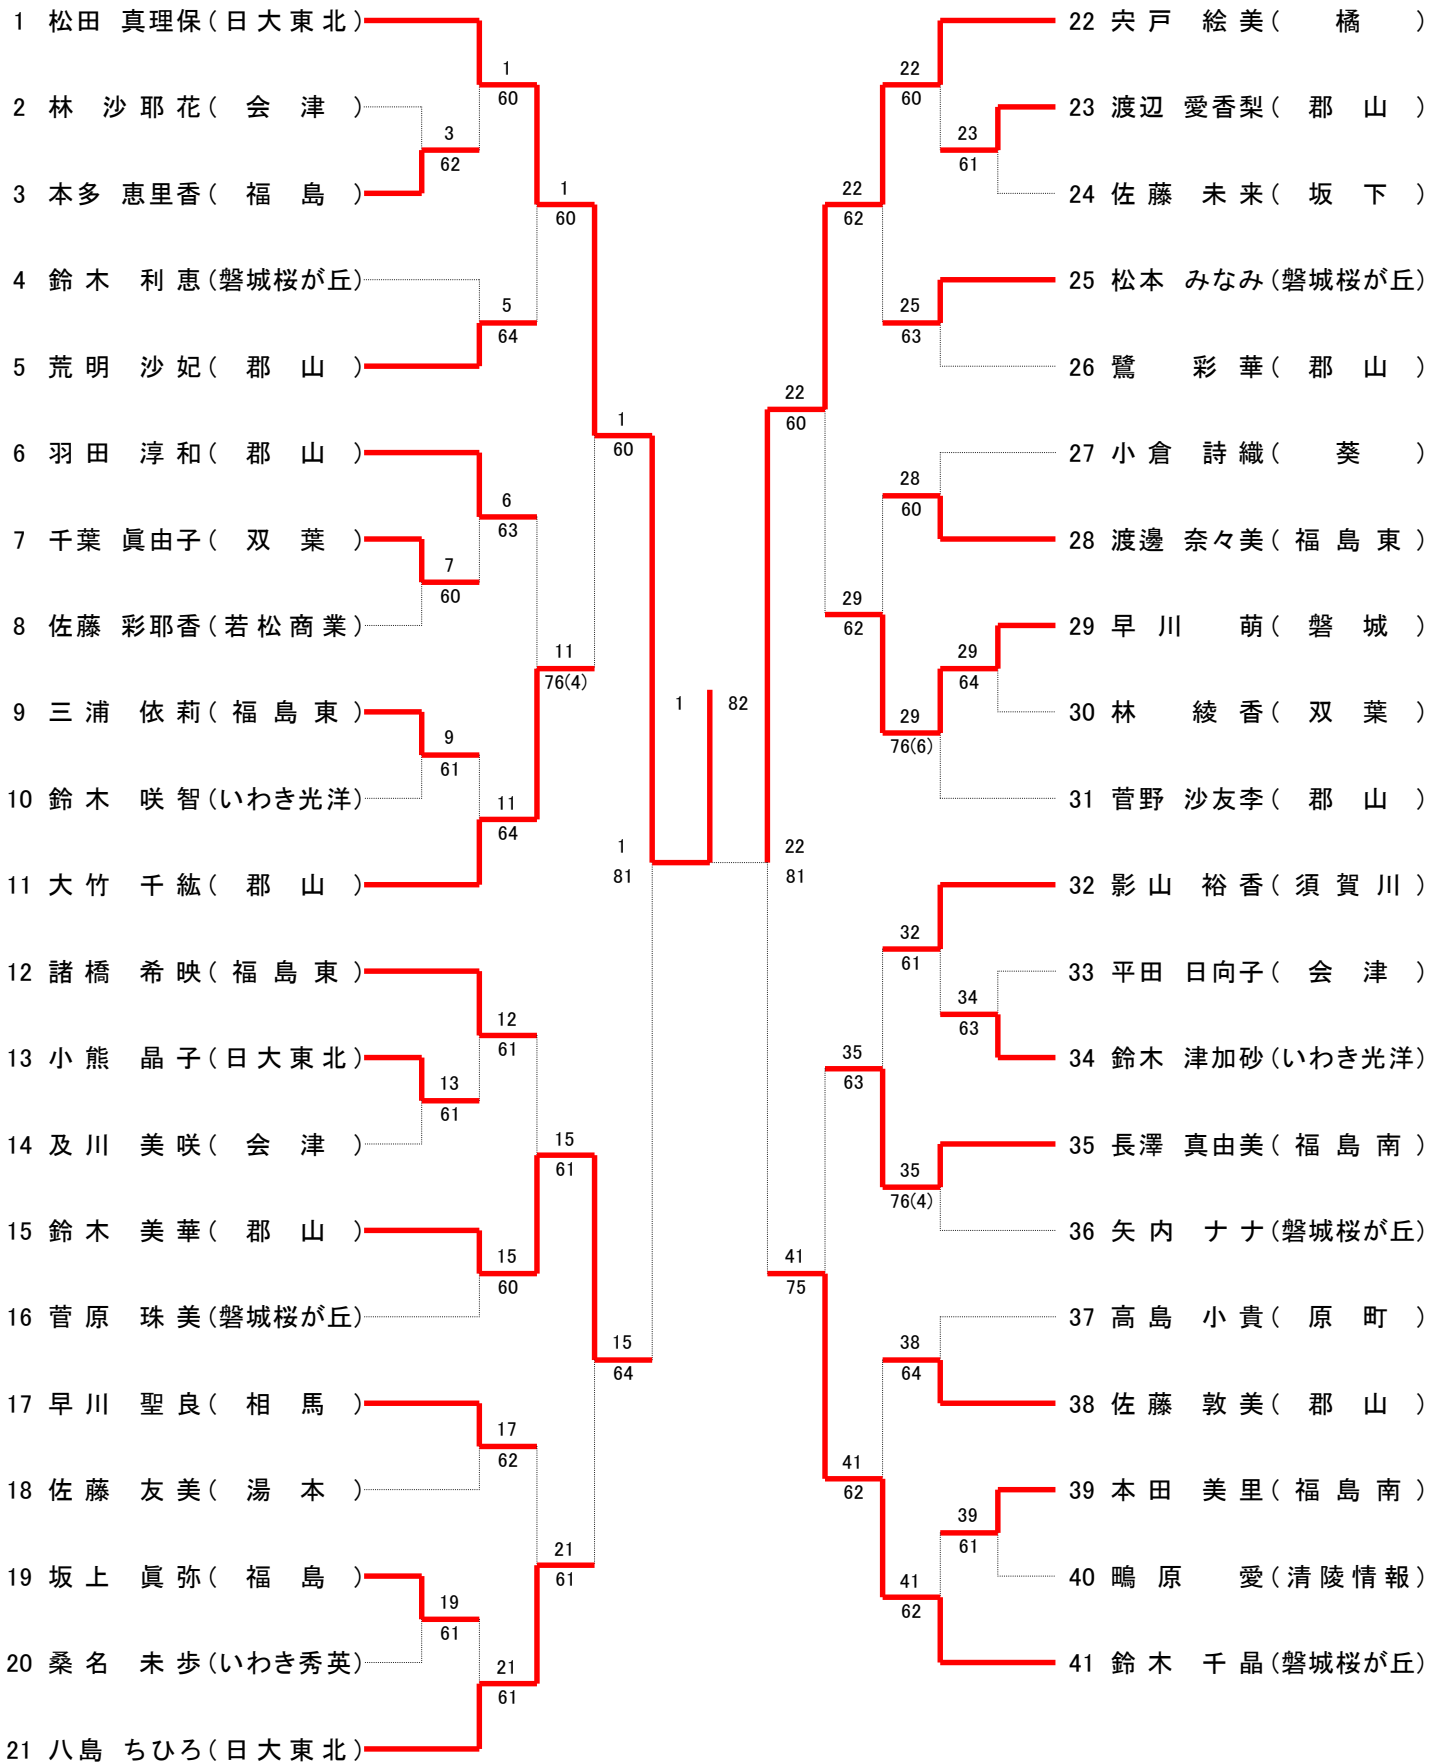 1 松田 真理保(日大東北)
2 林 沙耶花(会津)
3 本多 恵里香(福島)
4 鈴木 利恵(磐城桜が丘)
5 荒明 沙妃(郡山)
6 羽田 淳和(郡山)
7 千葉 眞由子(双葉)
8 佐藤 彩耶香(若松商業)
9 三浦 依莉(福島東)
10 鈴木 咲智(いわき光洋)
11 大竹 千紘(郡山)
12 諸橋 希映(福島東)
13 小熊 晶子(日大東北)
14 及川 美咲(会津)
15 鈴木 美華(郡山)
16 菅原 珠美(磐城桜が丘)
17 早川 聖良(相馬)
18 佐藤 友美(湯本)
19 坂上 眞弥(福島)
20 桑名 未歩(いわき秀英)
21 八島 ちひろ(日大東北)
3
62
7
60
9
61
13
61
19
61
1
60
5
64
6
63
11
64
12
61
15
60
17
62
21
61
1
60
11
76(4)
15
61
21
61
1
60
15
64
1
81
1
82
22
81
22
60
41
75
22
62
29
62
35
63
41
62
22
60
25
63
28
60
29
76(6)
32
61
35
76(4)
38
64
41
62
23
61
29
64
34
63
39
61
22 宍戸 絵美(橘)
23 渡辺 愛香梨(郡山)
24 佐藤 未来(坂下)
25 松本 みなみ(磐城桜が丘)
26 鷺 彩華(郡山)
27 小倉 詩織(葵)
28 渡邊 奈々美(福島東)
29 早川 萌(磐城)
30 林 綾香(双葉)
31 菅野 沙友李(郡山)
32 影山 裕香(須賀川)
33 平田 日向子(会津)
34 鈴木 津加砂(いわき光洋)
35 長澤 真由美(福島南)
36 矢内 ナナ(磐城桜が丘)
37 高島 小貴(原町)
38 佐藤 敦美(郡山)
39 本田 美里(福島南)
40 鴫原 愛(清陵情報)
41 鈴木 千晶(磐城桜が丘)